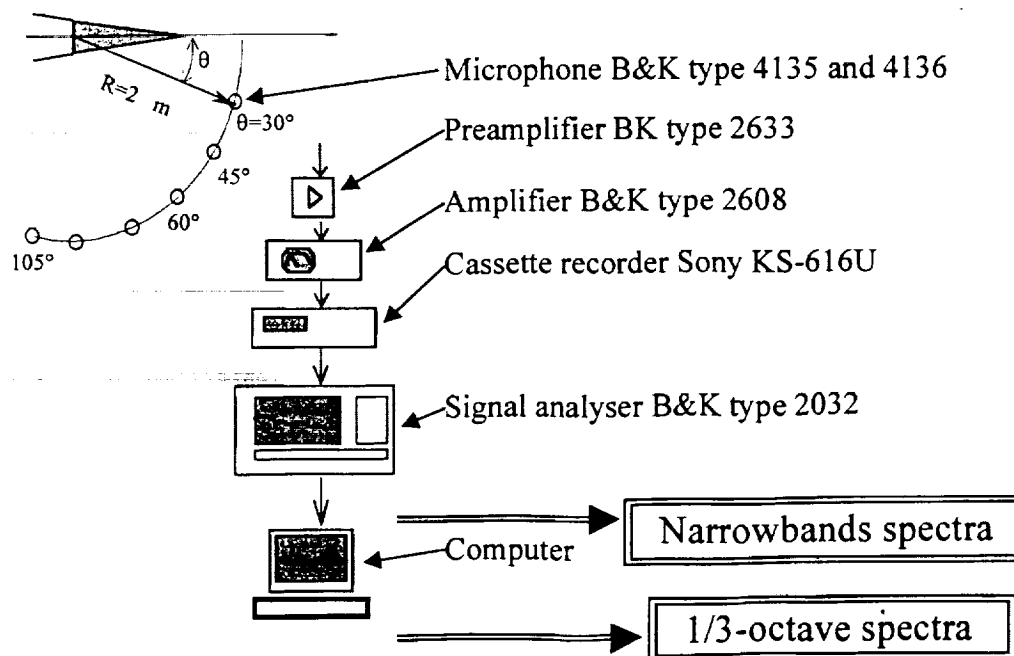 θ
R=2 m
Microphone B&K type 4135 and 4136
θ=30°
Preamplifier BK type 2633
45°
Amplifier B&K type 2608
60°
105°
Cassette recorder Sony KS-616U
Signal analyser B&K type 2032
Narrowbands spectra
Computer
1/3-octave spectra